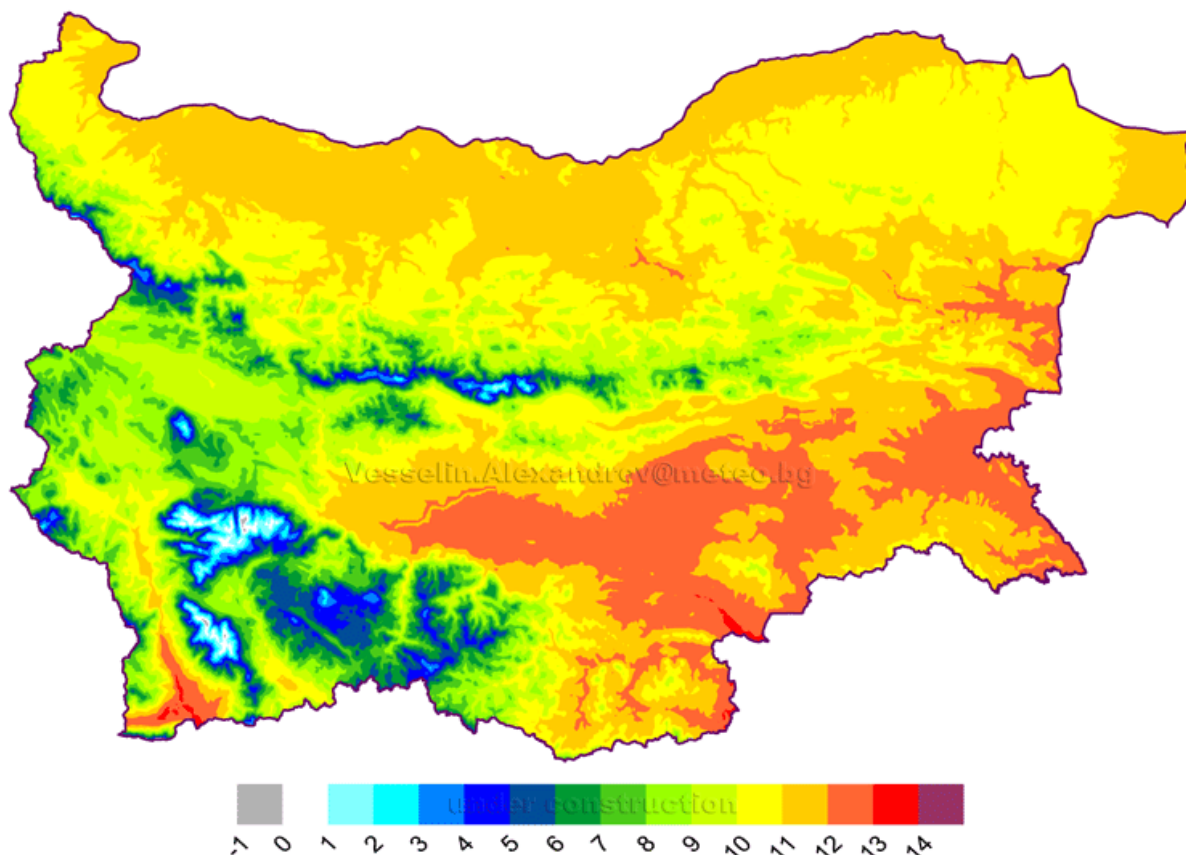 Vesselin.Alexandrov@meteo.bg
under construction
-1 0 1 2 3 4 5 6 7 8 9 10 11 12 13 14